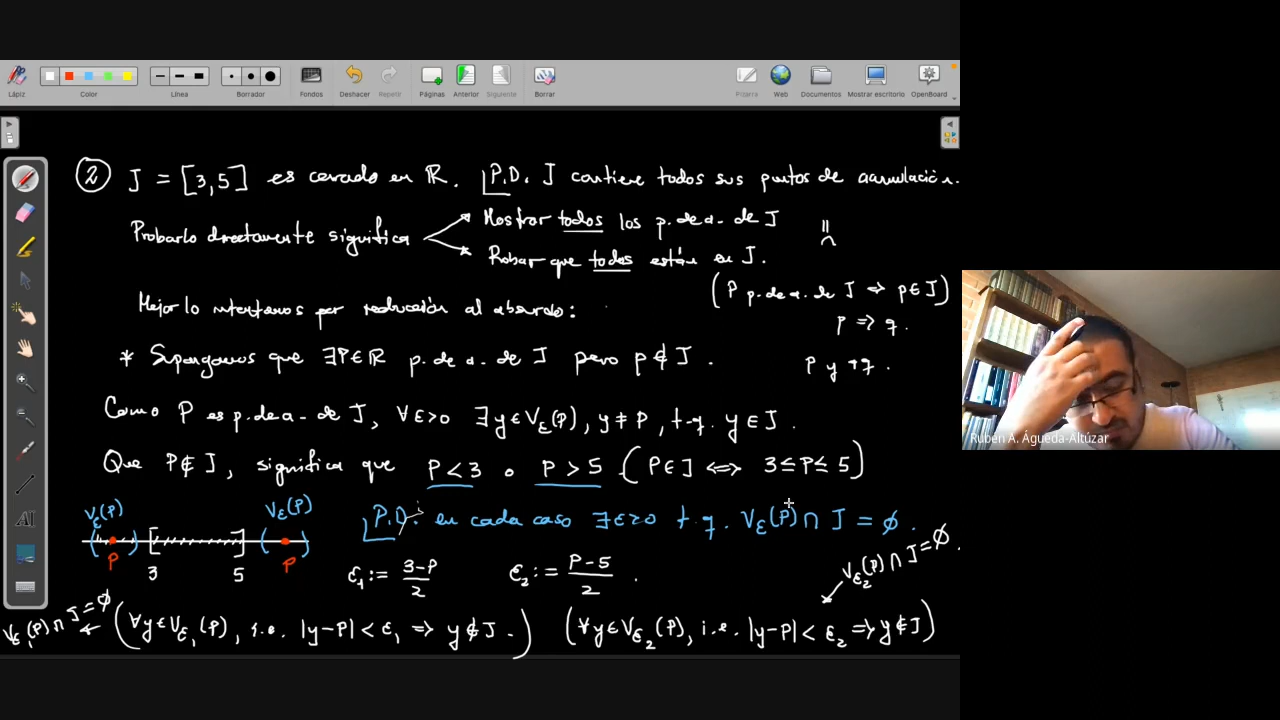 Lápiz Color Línea Borrador Fondos Deshacer Repetir Páginas Anterior Siguiente Borrar Pizarra Web Documentos Mostrar escritorio OpenBoard
② J = [3,5] es cerrado en ℝ. P.D. J contiene todos sus puntos de acumulación.
Probarlo directamente significa
Mostrar todos los p. de a. de J
Probar que todos están en J.
(P p. de a. de J ⇒ p∈J)
Mejor lo intentamos por reducción al absurdo:
p ⇒ q.
* Supongamos que ∃P∈ℝ p. de a. de J pero p∉J.
p y ¬q.
Como P es p. de a. de J, ∀ε>0 ∃y∈V_ε(P), y≠P, t.q. y∈J.
Que P∉J, significa que P<3 o P>5. (P∈J ⇔ 3≤P≤5)
V_ε(P) V_ε(P)
P.D. en cada caso ∃ε>0 t.q. V_ε(P)∩J = ∅.
P P
3 5
ε₁ := (3-P)/2 ε₂ := (P-5)/2.
V_ε₂(P)∩J=∅.
V_ε₁(P)∩J=∅
(∀y∈V_ε₁(P), i.e. |y-P|<ε₁ ⇒ y∉J.) (∀y∈V_ε₂(P), i.e. |y-P|<ε₂ ⇒ y∉J)
Rubén A. Águeda-Altúzar